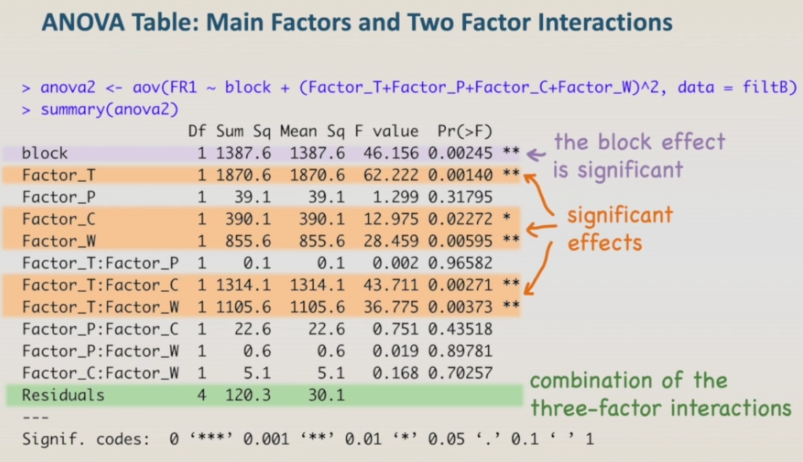 ANOVA Table: Main Factors and Two Factor Interactions
> anova2 <- aov(FR1 ~ block + (Factor_T+Factor_P+Factor_C+Factor_W)^2, data = filtB)
> summary(anova2)
Df Sum Sq Mean Sq F value Pr(>F)
block 1 1387.6 1387.6 46.156 0.00245 **
the block effect
is significant
Factor_T 1 1870.6 1870.6 62.222 0.00140 **
Factor_P 1 39.1 39.1 1.299 0.31795
Factor_C 1 390.1 390.1 12.975 0.02272 *
Factor_W 1 855.6 855.6 28.459 0.00595 **
significant
effects
Factor_T:Factor_P 1 0.1 0.1 0.002 0.96582
Factor_T:Factor_C 1 1314.1 1314.1 43.711 0.00271 **
Factor_T:Factor_W 1 1105.6 1105.6 36.775 0.00373 **
Factor_P:Factor_C 1 22.6 22.6 0.751 0.43518
Factor_P:Factor_W 1 0.6 0.6 0.019 0.89781
Factor_C:Factor_W 1 5.1 5.1 0.168 0.70257
Residuals 4 120.3 30.1
combination of the
three-factor interactions
---
Signif. codes: 0 ‘***’ 0.001 ‘**’ 0.01 ‘*’ 0.05 ‘.’ 0.1 ‘ ’ 1